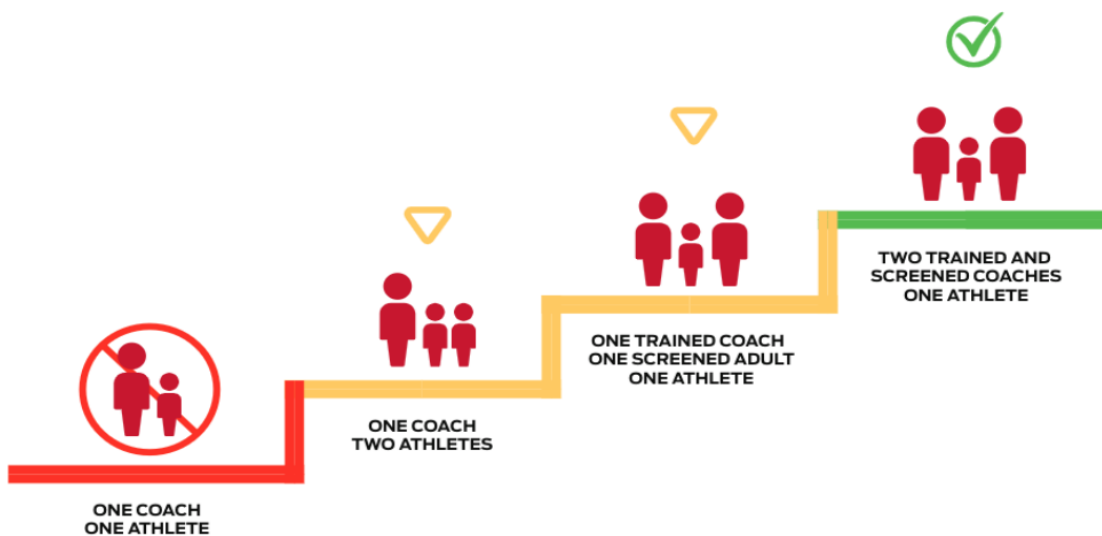 ONE COACH
ONE ATHLETE
ONE COACH
TWO ATHLETES
ONE TRAINED COACH
ONE SCREENED ADULT
ONE ATHLETE
TWO TRAINED AND
SCREENED COACHES
ONE ATHLETE